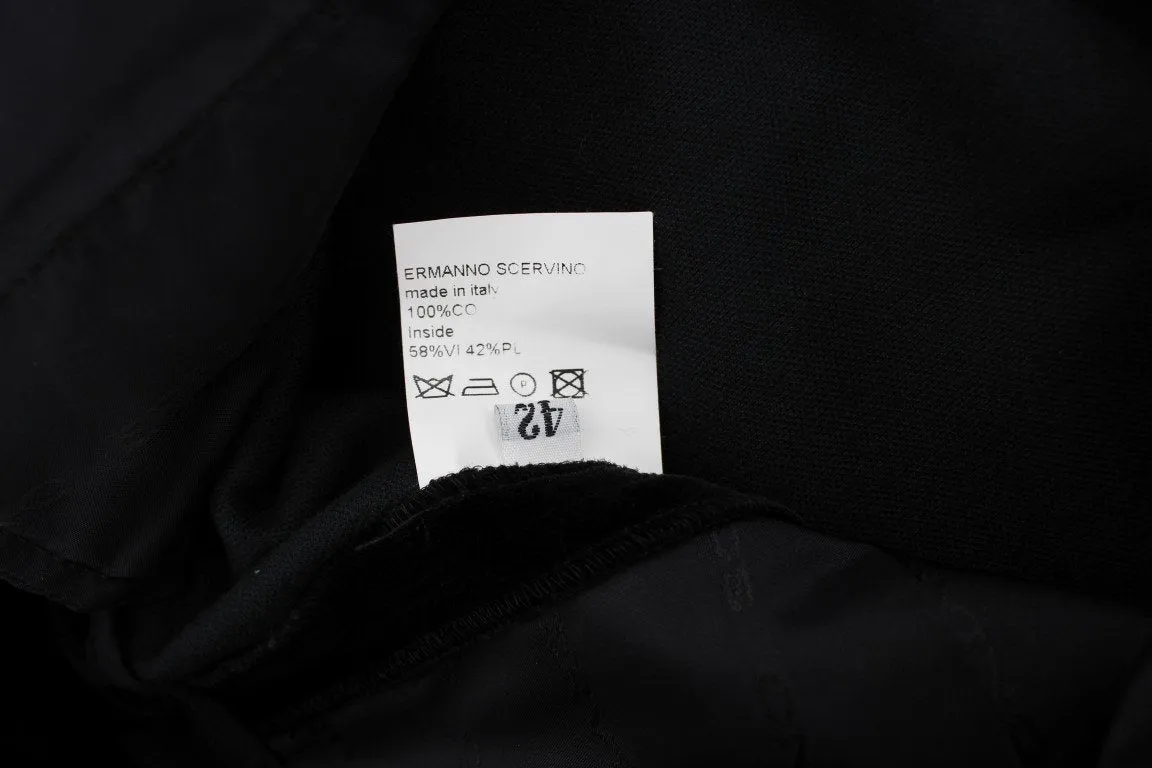 ERMANNO SCERVINO
made in italy
100%CO
Inside
58%VI 42%PL
P
42